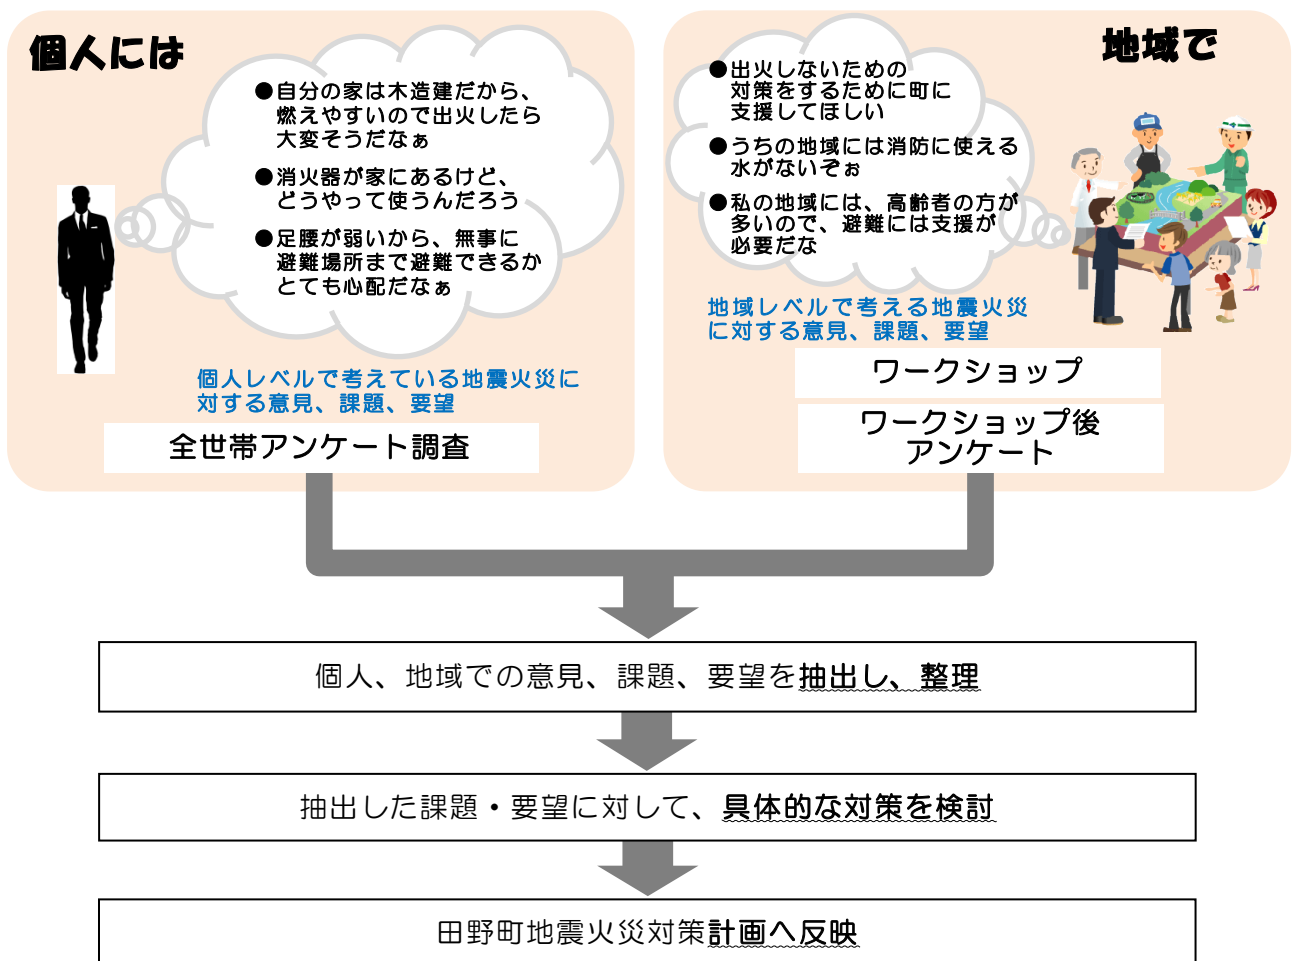 個人には
●自分の家は木造建だから、
燃えやすいので出火したら
大変そうだなぁ
●消火器が家にあるけど、
どうやって使うんだろう
●足腰が弱いから、無事に
避難場所まで避難できるか
とても心配だなぁ
個人レベルで考えている地震火災に
対する意見、課題、要望
全世帯アンケート調査
地域で
●出火しないための
対策をするために町に
支援してほしい
●うちの地域には消防に使える
水がないぞぉ
●私の地域には、高齢者の方が
多いので、避難には支援が
必要だな
地域レベルで考える地震火災
に対する意見、課題、要望
ワークショップ
ワークショップ後
アンケート
個人、地域での意見、課題、要望を抽出し、整理
抽出した課題・要望に対して、具体的な対策を検討
田野町地震火災対策計画へ反映